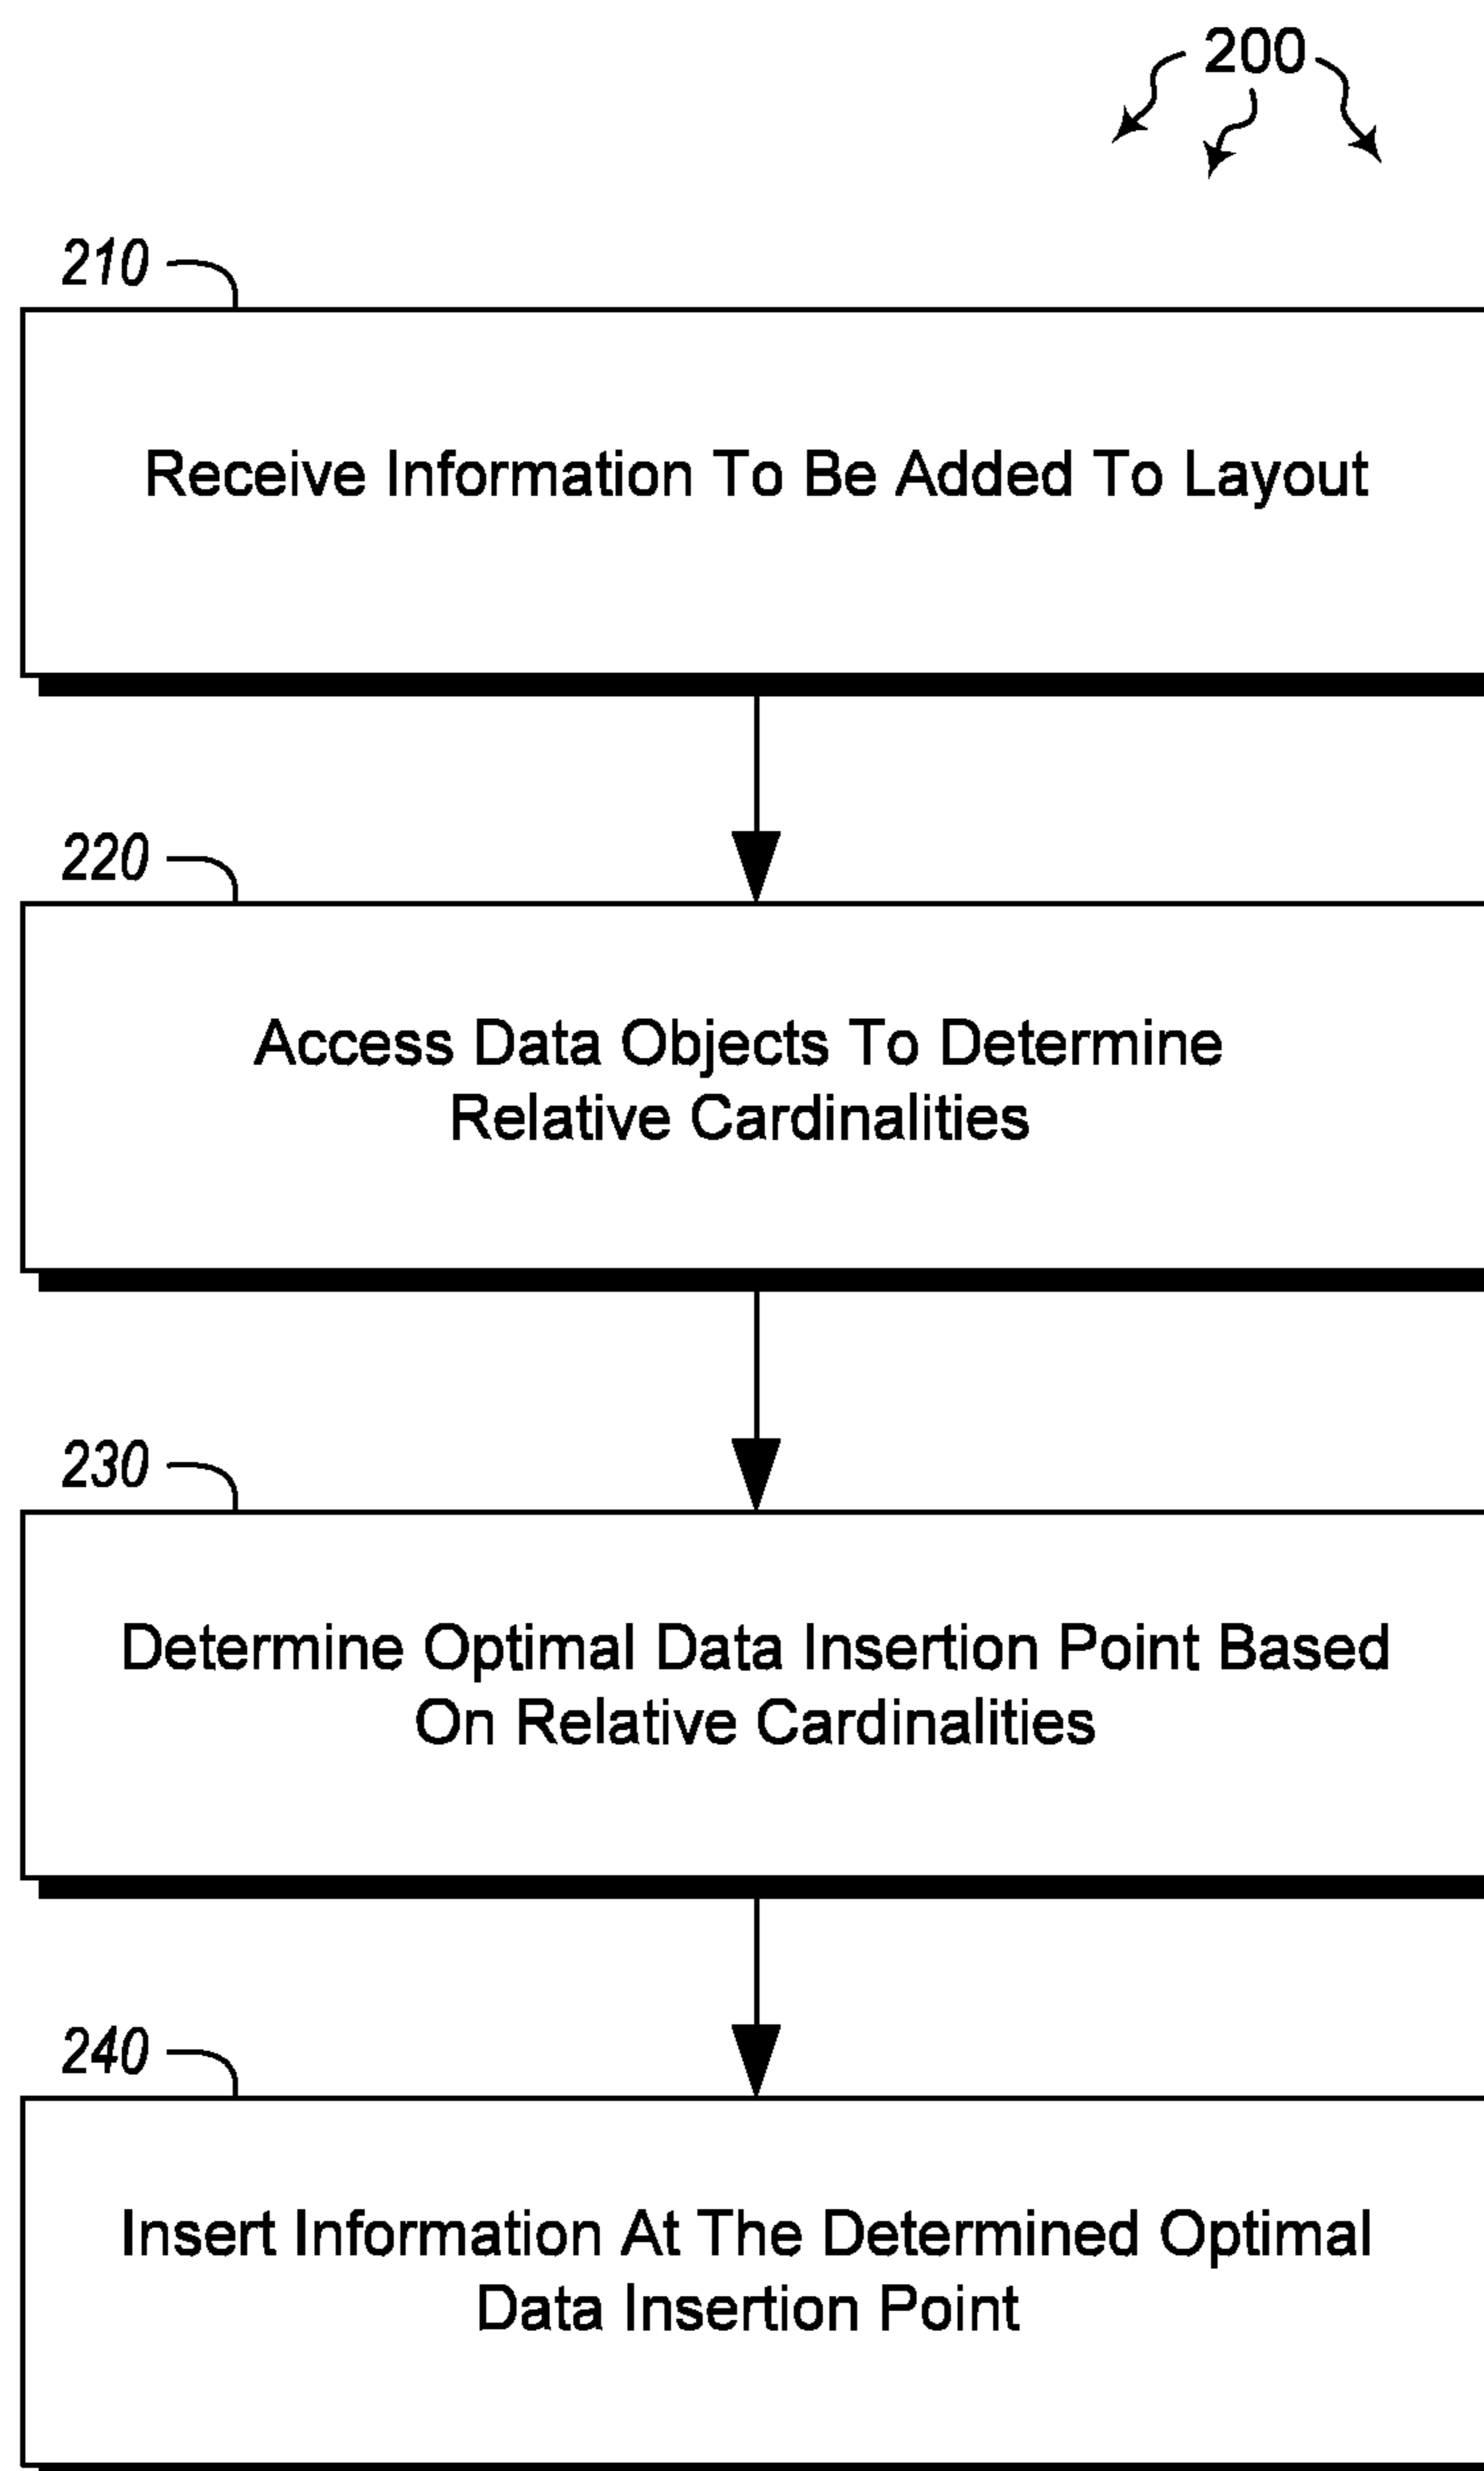 200
210
Receive Information To Be Added To Layout
220
Access Data Objects To Determine
Relative Cardinalities
230
Determine Optimal Data Insertion Point Based
On Relative Cardinalities
240
Insert Information At The Determined Optimal
Data Insertion Point